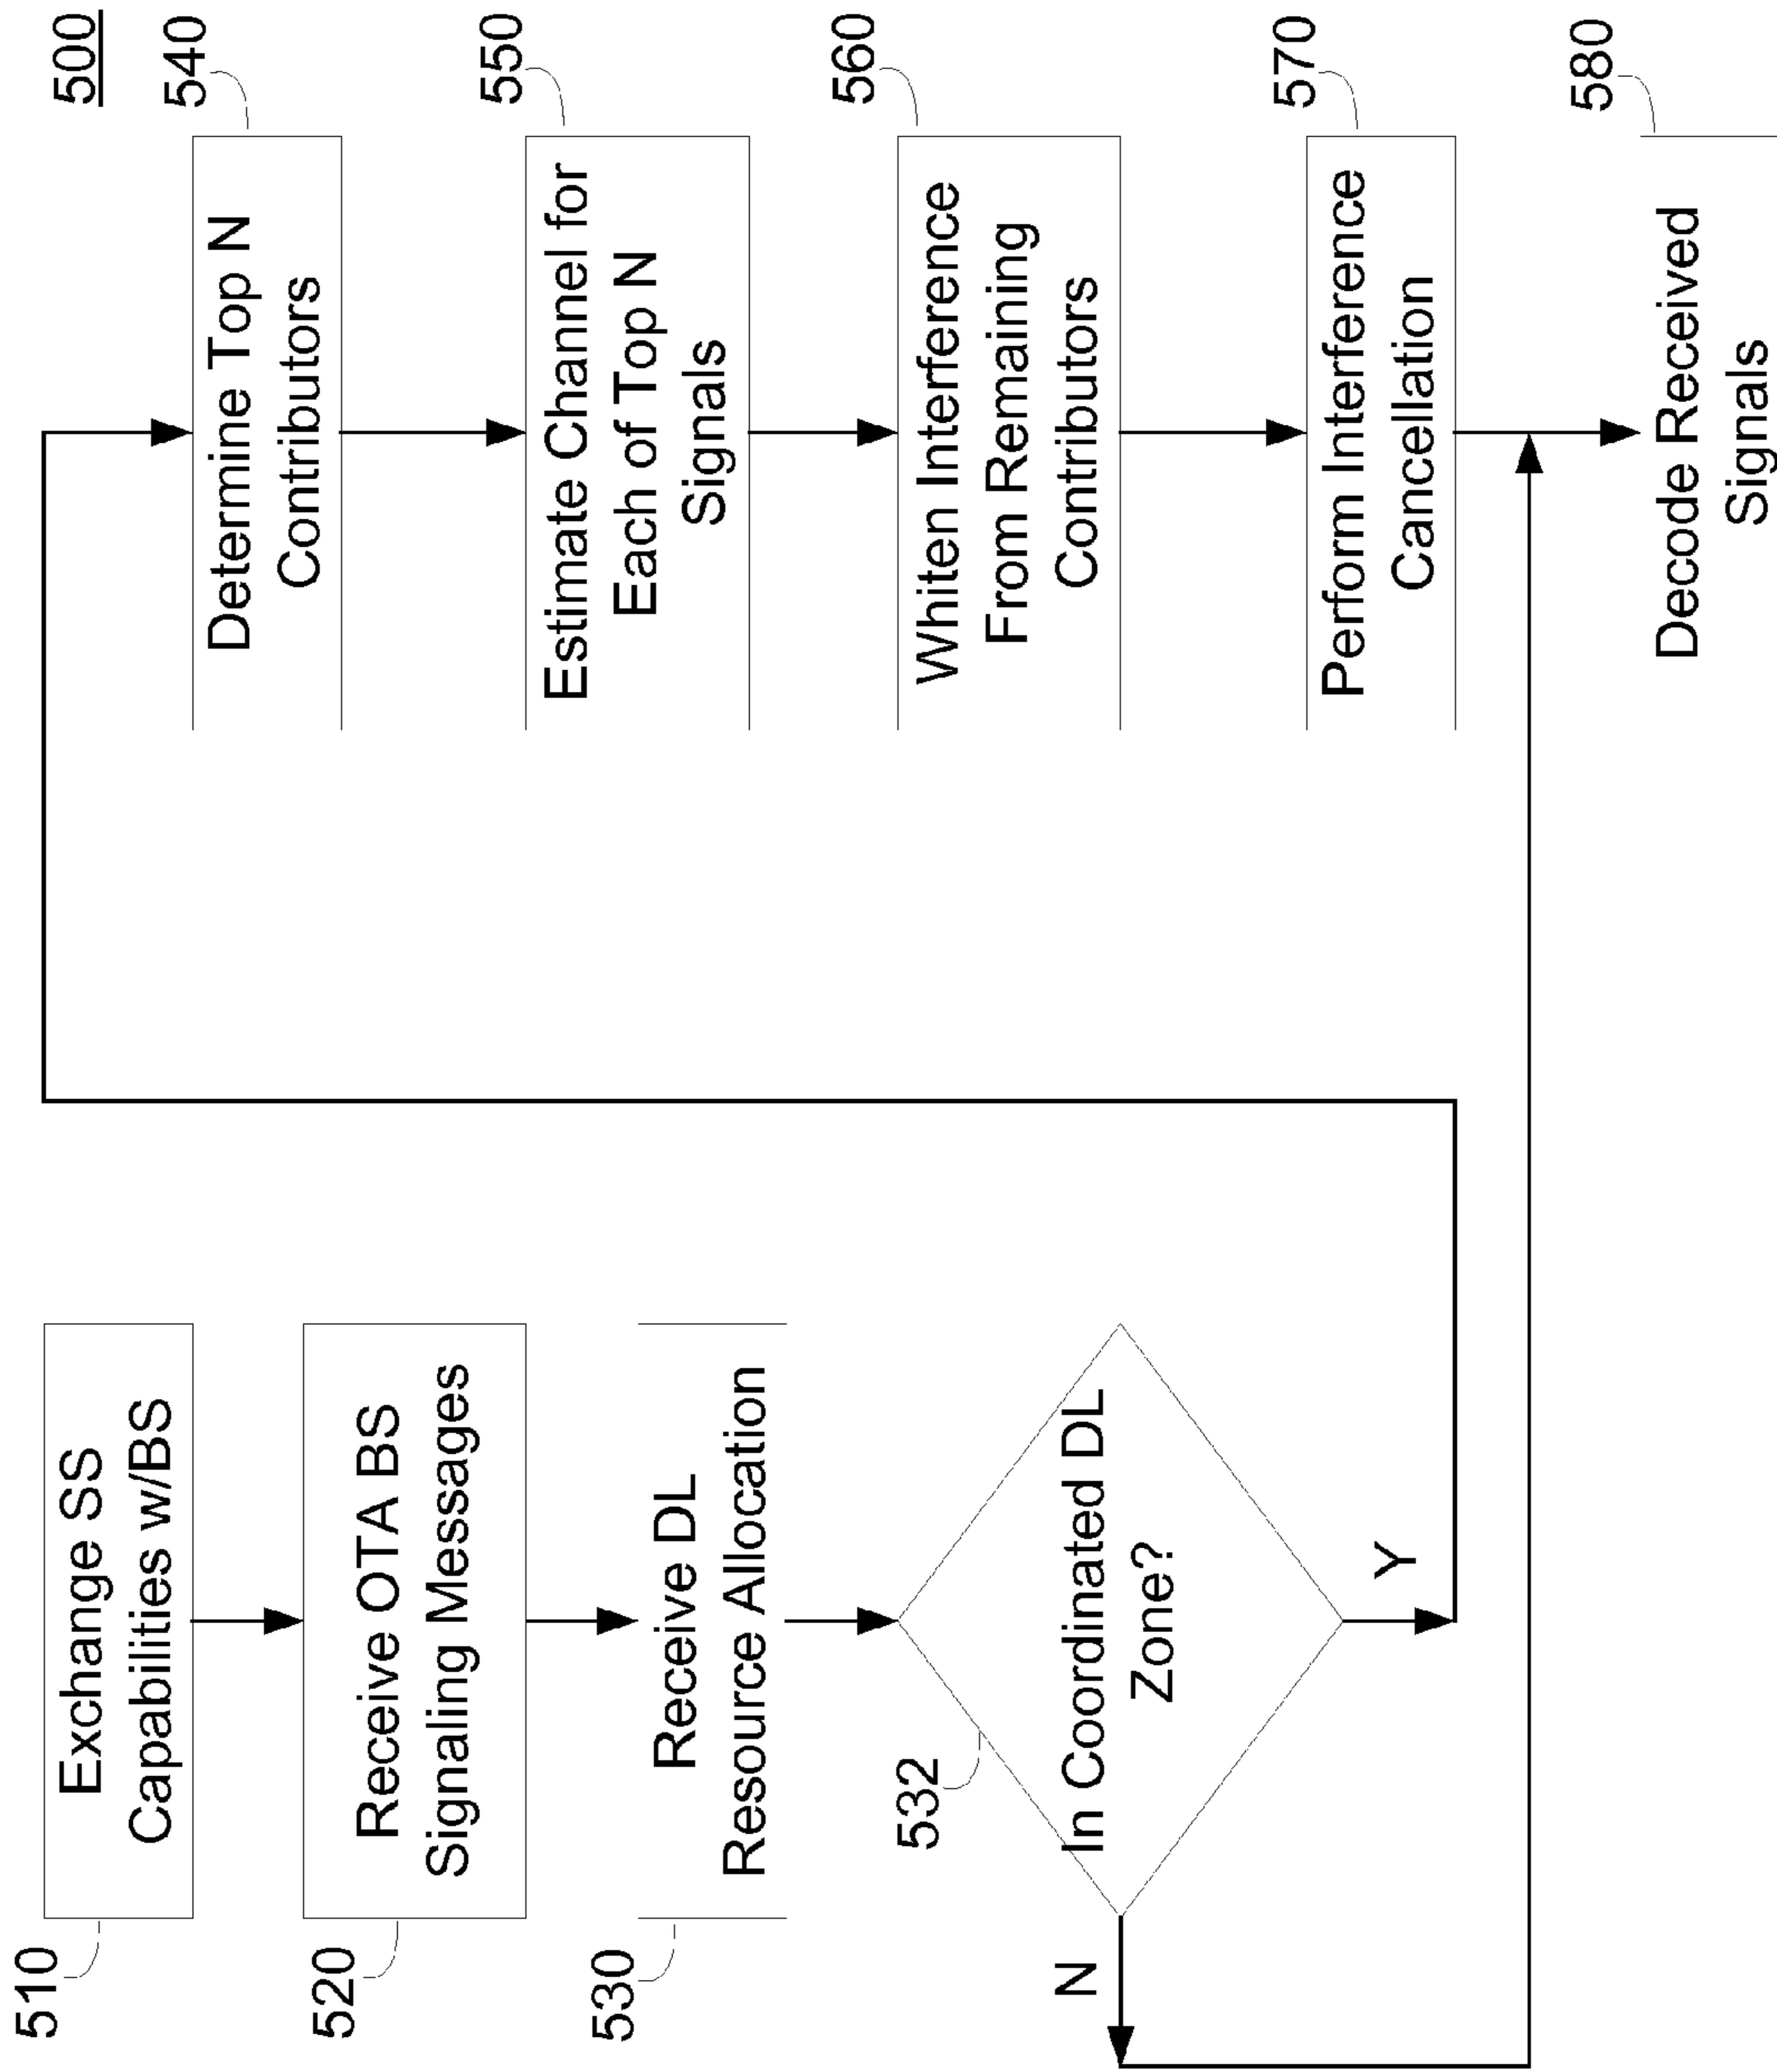 500
510
Exchange SS
Capabilities w/BS
520
Receive OTA BS
Signaling Messages
530
Receive DL
Resource Allocation
532
In Coordinated DL
Zone?
N
Y
540
Determine Top N
Contributors
550
Estimate Channel for
Each of Top N
Signals
560
Whiten Interference
From Remaining
Contributors
570
Perform Interference
Cancellation
580
Decode Received
Signals